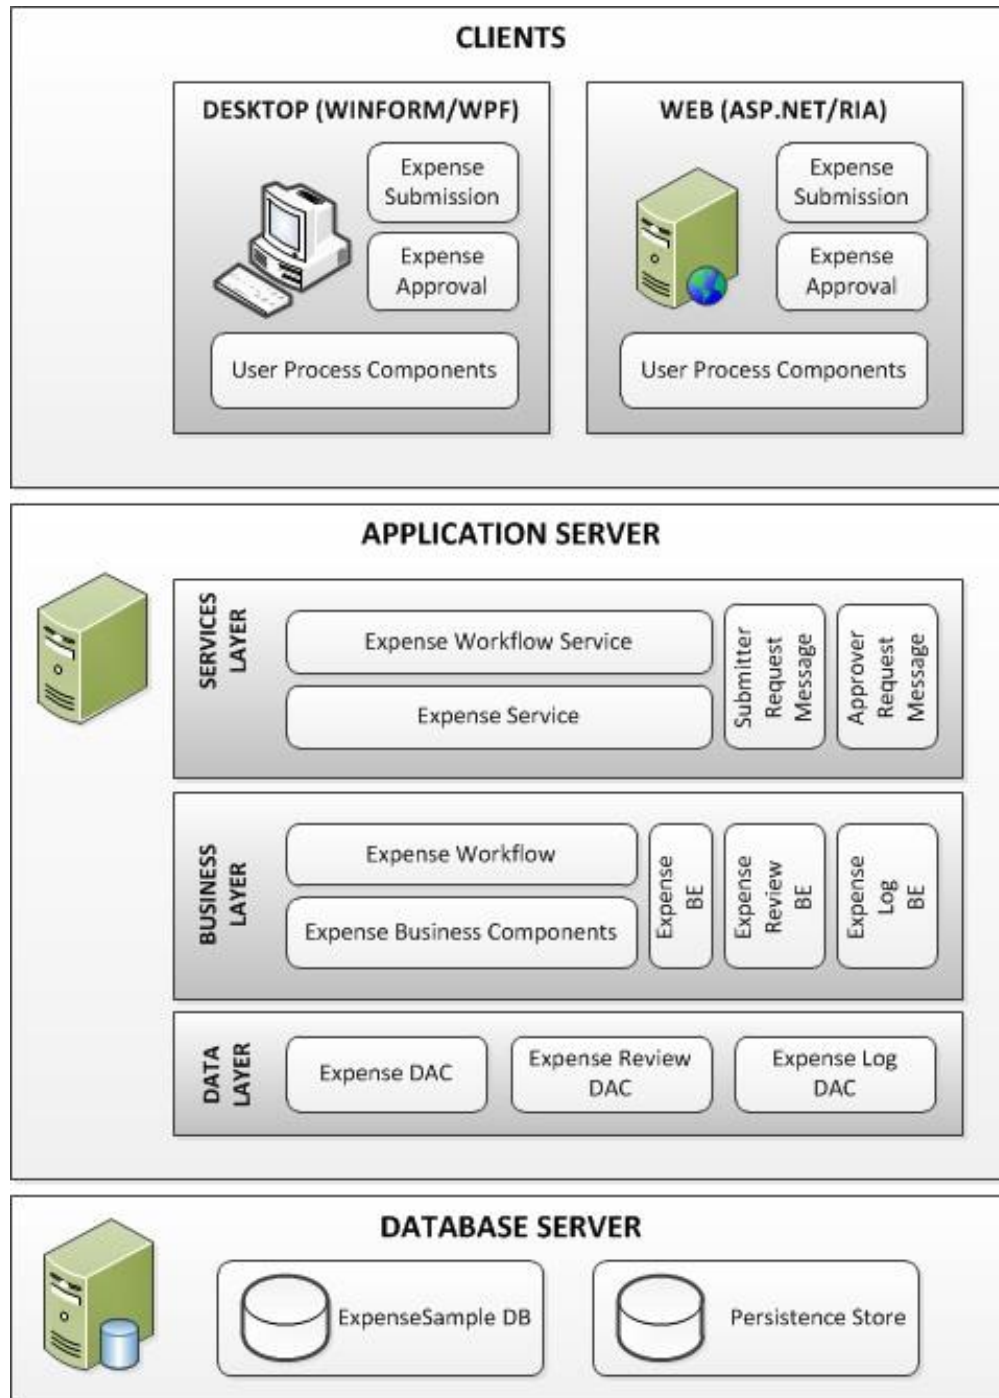 CLIENTS
DESKTOP (WINFORM/WPF)
Expense
Submission
Expense
Approval
User Process Components
WEB (ASP.NET/RIA)
Expense
Submission
Expense
Approval
User Process Components
APPLICATION SERVER
SERVICES
LAYER
Expense Workflow Service
Expense Service
Submitter
Request
Message
Approver
Request
Message
BUSINESS
LAYER
Expense Workflow
Expense Business Components
Expense
BE
Expense
Review
BE
Expense
Log
BE
DATA
LAYER
Expense DAC
Expense Review
DAC
Expense Log
DAC
DATABASE SERVER
ExpenseSample DB
Persistence Store